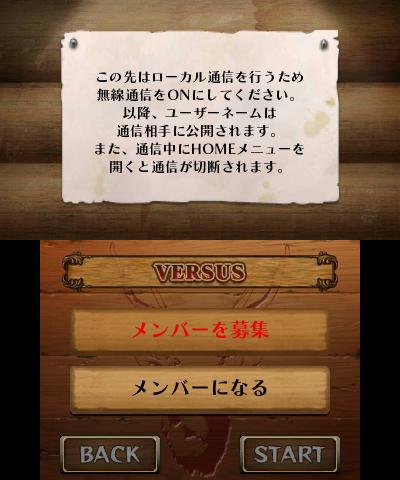 この先はローカル通信を行うため
無線通信をONにしてください。
以降、ユーザーネームは
通信相手に公開されます。
また、通信中にHOMEメニューを
開くと通信が切断されます。
VERSUS
メンバーを募集
メンバーになる
BACK
START